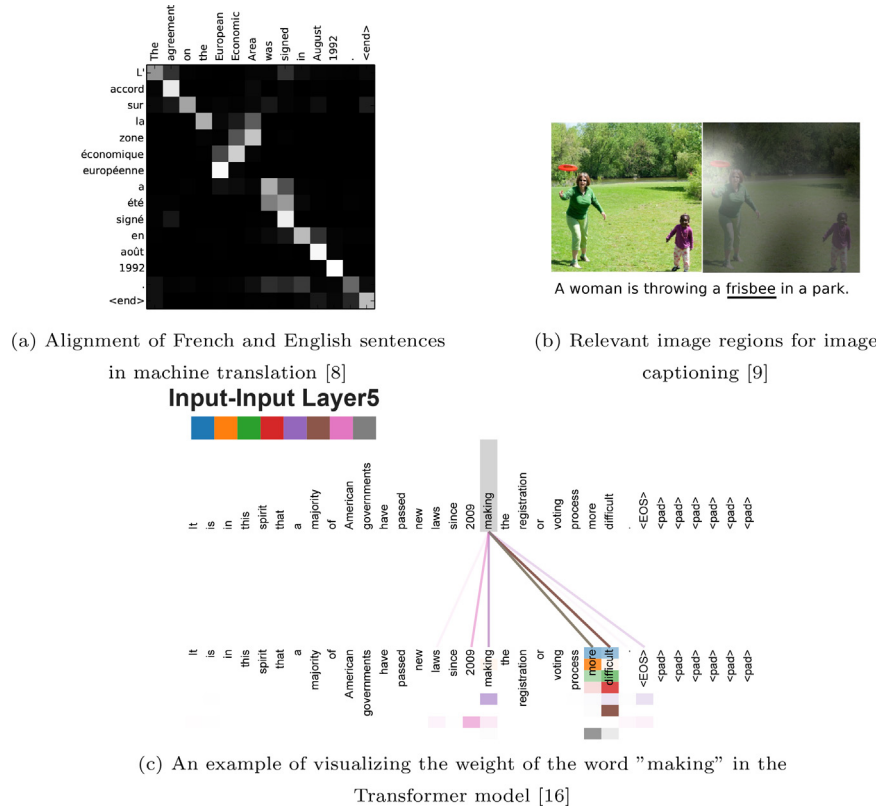 The agreement on the European Economic Area was signed in August 1992 . <end>
L'
accord
sur
la
zone
économique
européenne
a
été
signé
en
août
1992
.
<end>
A woman is throwing a frisbee in a park.
(a) Alignment of French and English sentences
in machine translation [8]
(b) Relevant image regions for image
captioning [9]
Input-Input Layer5
It is in this spirit that a majority of American governments have passed new laws since 2009 making the registration or voting process more difficult . <EOS> <pad> <pad> <pad> <pad> <pad> <pad>
It is in this spirit that a majority of American governments have passed new laws since 2009 making the registration or voting process more difficult . <EOS> <pad> <pad> <pad> <pad> <pad> <pad>
(c) An example of visualizing the weight of the word ”making” in the
Transformer model [16]